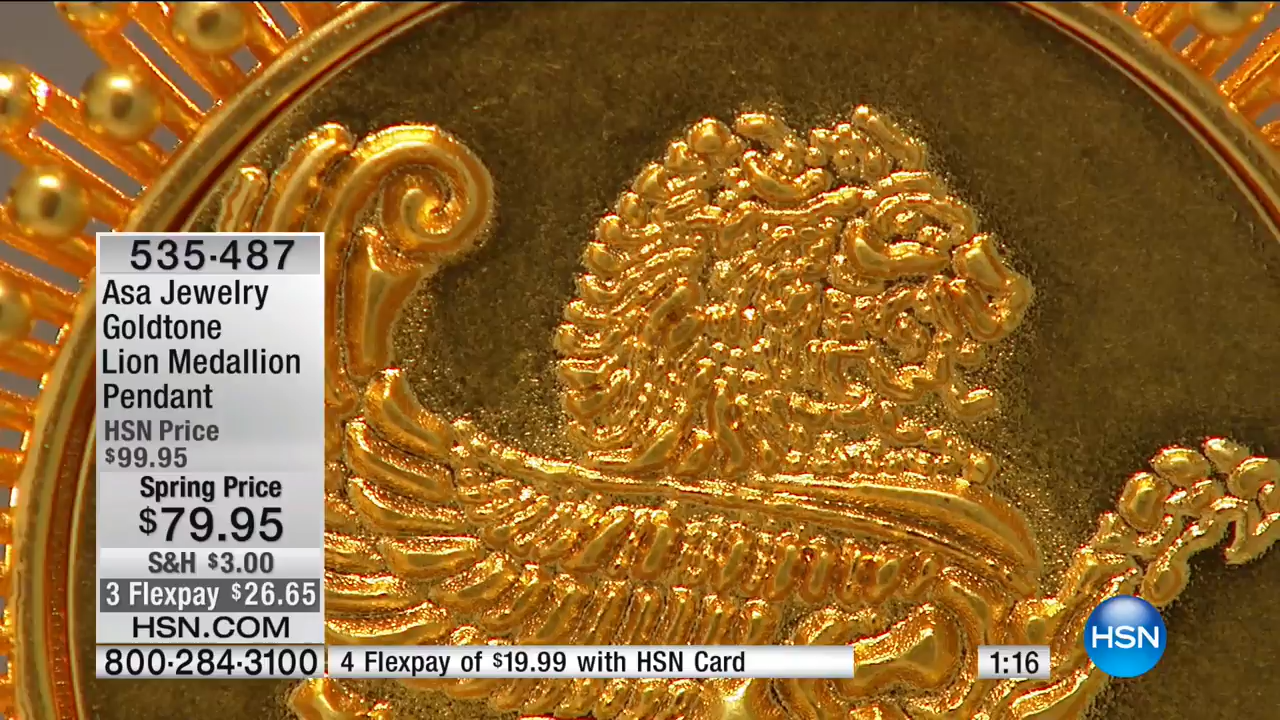 535·487
Asa Jewelry
Goldtone
Lion Medallion
Pendant
HSN Price
$99.95
Spring Price
$79.95
S&H $3.00
3 Flexpay $26.65
HSN.COM
800·284·3100
4 Flexpay of $19.99 with HSN Card
1:16
HSN